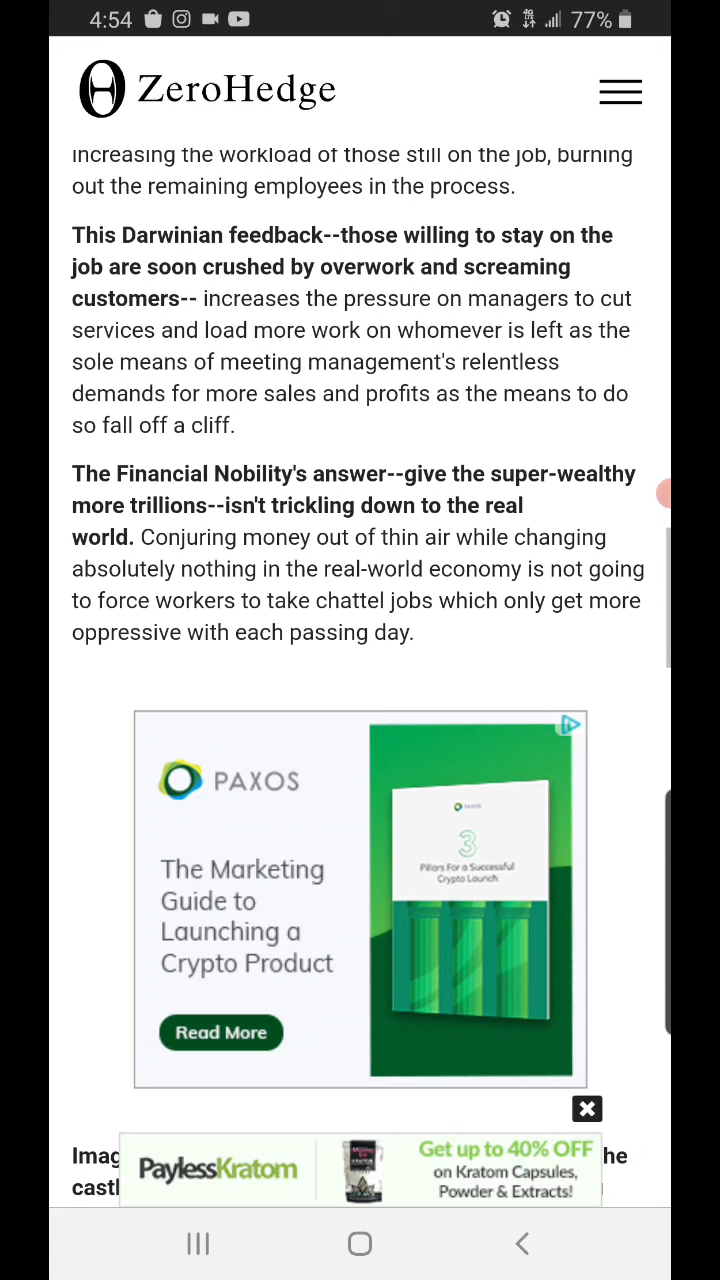 4:54
77%
ZeroHedge
increasing the workload of those still on the job, burning
out the remaining employees in the process.
This Darwinian feedback--those willing to stay on the
job are soon crushed by overwork and screaming
customers-- increases the pressure on managers to cut
services and load more work on whomever is left as the
sole means of meeting management's relentless
demands for more sales and profits as the means to do
so fall off a cliff.
The Financial Nobility's answer--give the super-wealthy
more trillions--isn't trickling down to the real
world. Conjuring money out of thin air while changing
absolutely nothing in the real-world economy is not going
to force workers to take chattel jobs which only get more
oppressive with each passing day.
PAXOS
The Marketing
Guide to
Launching a
Crypto Product
Read More
PAXOS
3
Pillars For a Successful
Crypto Launch
Imag
he
castl
PaylessKratom
Get up to 40% OFF
on Kratom Capsules,
Powder & Extracts!